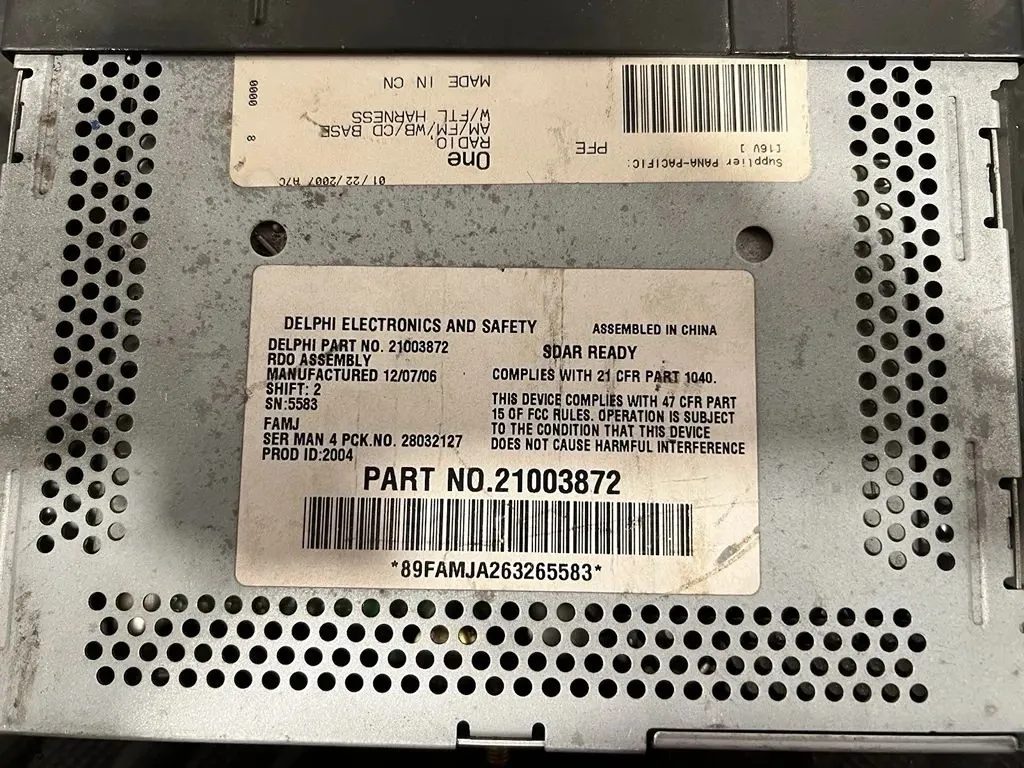 Supplier PANA-PACIFIC:
[16V ]
PFE
01/22/2007 A7C
One
RADIO,
AM/FM/WB/CD BASE
W/FTL HARNESS
MADE IN CN
0000
8
DELPHI ELECTRONICS AND SAFETY
ASSEMBLED IN CHINA
DELPHI PART NO. 21003872
RDO ASSEMBLY
MANUFACTURED 12/07/06
SHIFT: 2
SN:5583
FAMJ
SER MAN 4 PCK.NO. 28032127
PROD ID:2004
SDAR READY
COMPLIES WITH 21 CFR PART 1040.
THIS DEVICE COMPLIES WITH 47 CFR PART
15 OF FCC RULES. OPERATION IS SUBJECT
TO THE CONDITION THAT THIS DEVICE
DOES NOT CAUSE HARMFUL INTERFERENCE
PART NO.21003872
*89FAMJA263265583*